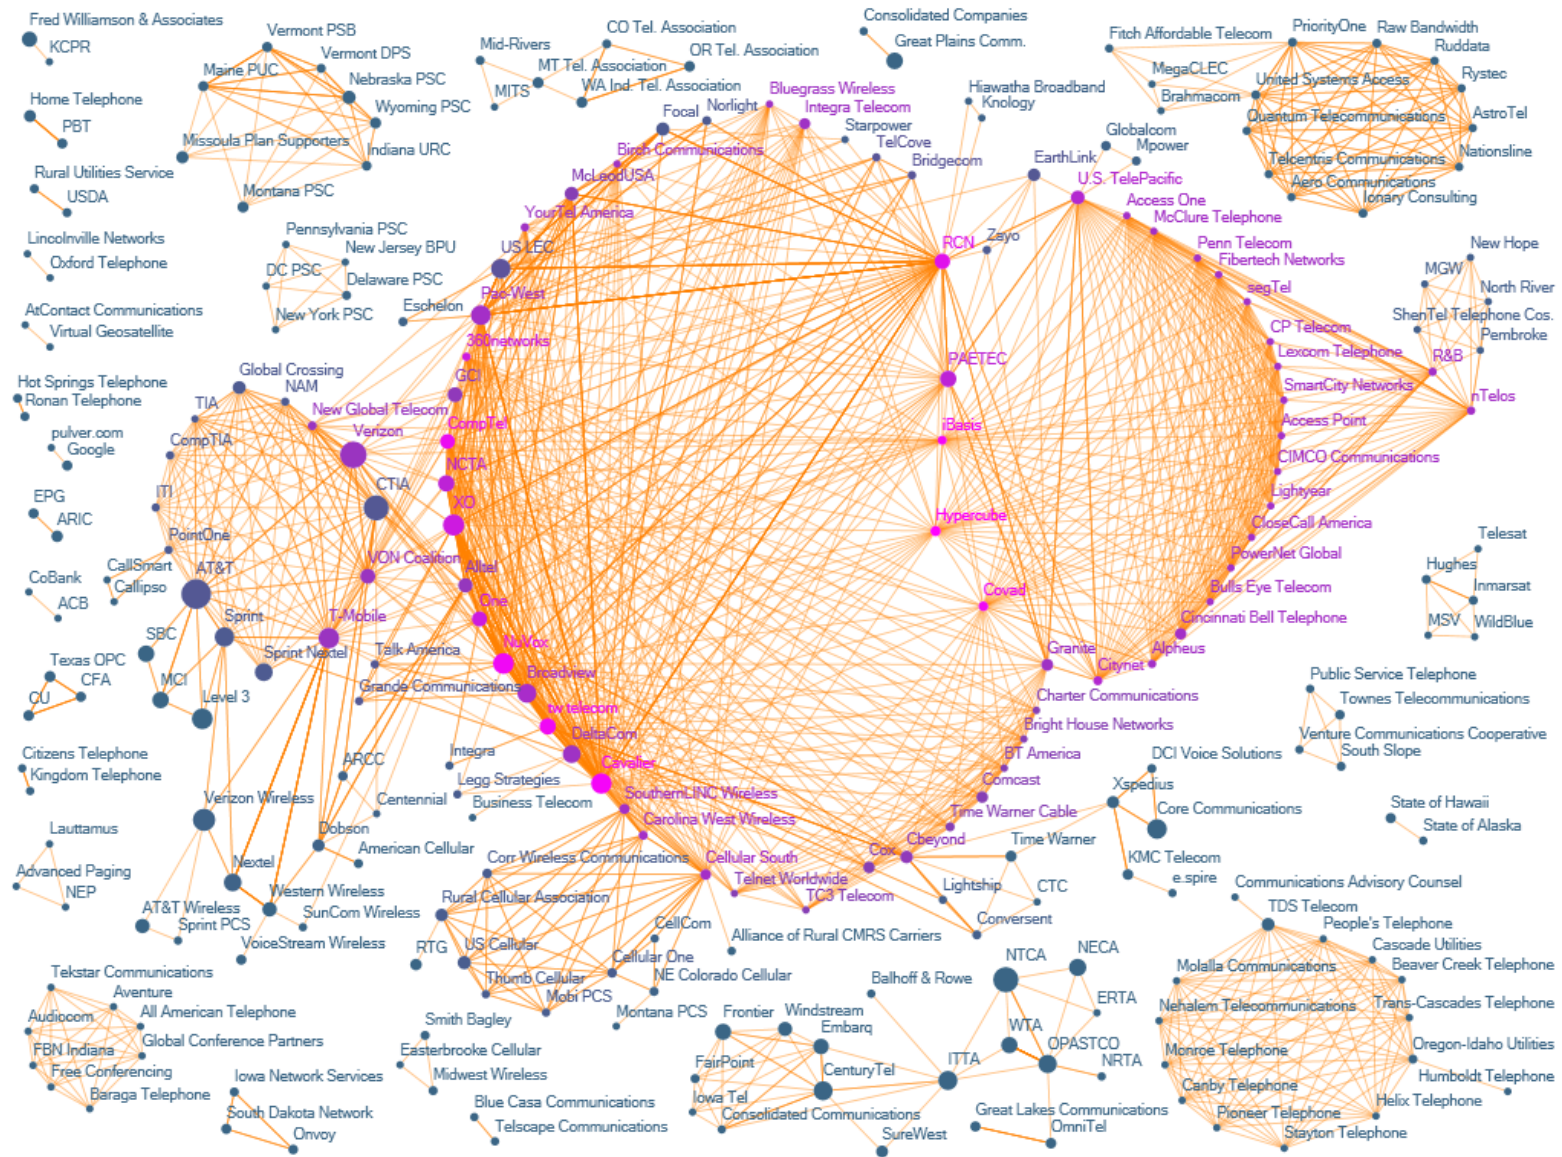 Fred Williamson & Associates
KCPR
Vermont PSB
Vermont DPS
Maine PUC
Nebraska PSC
Wyoming PSC
Missoula Plan Supporters
Indiana URC
Montana PSC
Home Telephone
PBT
Rural Utilities Service
USDA
Lincolnville Networks
Oxford Telephone
AtContact Communications
Virtual Geosatellite
Hot Springs Telephone
Ronan Telephone
pulver.com
Google
EPG
ARIC
CoBank
ACB
Texas OPC
CFA
CU
Citizens Telephone
Kingdom Telephone
Lauttamus
Advanced Paging
NEP
Mid-Rivers
MITS
CO Tel. Association
MT Tel. Association
OR Tel. Association
WA Ind. Tel. Association
Consolidated Companies
Great Plains Comm.
Hiawatha Broadband
Knology
Fitch Affordable Telecom
MegaCLEC
Brahmacom
PriorityOne
Raw Bandwidth
Ruddata
United Systems Access
Rystec
Quantum Telecommunications
AstroTel
Telcentris Communications
Nationsline
Aero Communications
Ionary Consulting
Pennsylvania PSC
New Jersey BPU
DC PSC
Delaware PSC
New York PSC
Eschelon
Focal
Norlight
Bluegrass Wireless
Integra Telecom
Starpower
TelCove
Bridgecom
Birch Communications
McLeodUSA
YourTel America
US LEC
Pac-West
360networks
GCI
CompTel
NCTA
XO
Alltel
One
NuVox
Broadview
tw telecom
DeltaCom
Cavalier
SouthernLINC Wireless
Carolina West Wireless
Cellular South
Telnet Worldwide
TC3 Telecom
Cox
Cbeyond
Time Warner Cable
Comcast
BT America
Bright House Networks
Charter Communications
Granite
Citynet
Alpheus
Cincinnati Bell Telephone
Bulls Eye Telecom
PowerNet Global
CloseCall America
Lightyear
CIMCO Communications
Access Point
SmartCity Networks
Lexcom Telephone
CP Telecom
segTel
Fibertech Networks
Penn Telecom
McClure Telephone
Access One
U.S. TelePacific
EarthLink
Globalcom
Mpower
Zayo
RCN
PAETEC
iBasis
Hypercube
Covad
New Hope
MGW
North River
ShenTel Telephone Cos.
Pembroke
R&B
nTelos
Global Crossing
NAM
TIA
New Global Telecom
CompTIA
Verizon
ITI
CTIA
PointOne
VON Coalition
CallSmart
Callipso
AT&T
Sprint
T-Mobile
SBC
Sprint Nextel
MCI
Level 3
Talk America
Grande Communications
Integra
Legg Strategies
Business Telecom
ARCC
Centennial
Verizon Wireless
Dobson
American Cellular
Nextel
Western Wireless
SunCom Wireless
AT&T Wireless
Sprint PCS
VoiceStream Wireless
Corr Wireless Communications
Rural Cellular Association
RTG
US Cellular
Thumb Cellular
Mobi PCS
Cellular One
CellCom
NE Colorado Cellular
Montana PCS
Alliance of Rural CMRS Carriers
Time Warner
Lightship
CTC
Conversent
DCI Voice Solutions
Xspedius
Core Communications
KMC Telecom
e.spire
Telesat
Hughes
Inmarsat
MSV
WildBlue
Public Service Telephone
Townes Telecommunications
Venture Communications Cooperative
South Slope
State of Hawaii
State of Alaska
Communications Advisory Counsel
TDS Telecom
People's Telephone
Cascade Utilities
Molalla Communications
Beaver Creek Telephone
Nehalem Telecommunications
Trans-Cascades Telephone
Monroe Telephone
Oregon-Idaho Utilities
Canby Telephone
Humboldt Telephone
Pioneer Telephone
Helix Telephone
Stayton Telephone
Tekstar Communications
Aventure
Audiocom
All American Telephone
FBN Indiana
Global Conference Partners
Free Conferencing
Baraga Telephone
Iowa Network Services
South Dakota Network
Onvoy
Smith Bagley
Easterbrooke Cellular
Midwest Wireless
Blue Casa Communications
Telscape Communications
Frontier
Windstream
Embarq
FairPoint
CenturyTel
Iowa Tel
Consolidated Communications
Balhoff & Rowe
ITTA
SureWest
NTCA
NECA
ERTA
WTA
OPASTCO
NRTA
Great Lakes Communications
OmniTel